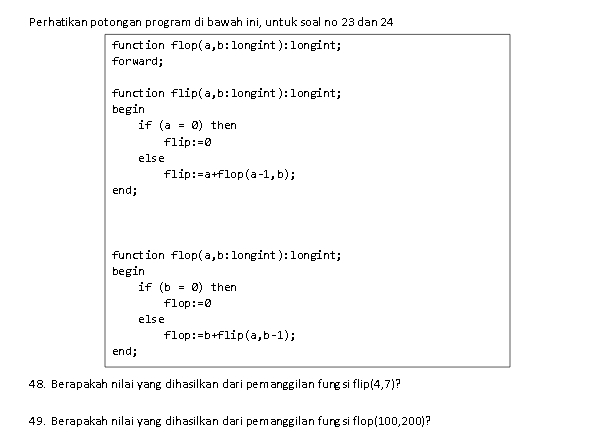 Perhatikan potongan program di bawah ini, untuk soal no 23 dan 24
function flop(a,b:longint):longint;
forward;
function flip(a,b:longint):longint;
begin
if (a = 0) then
flip:=0
else
flip:=a+flop(a-1,b);
end;
function flop(a,b:longint):longint;
begin
if (b = 0) then
flop:=0
else
flop:=b+flip(a,b-1);
end;
48. Berapakah nilai yang dihasilkan dari pemanggilan fungsi flip(4,7)?
49. Berapakah nilai yang dihasilkan dari pemanggilan fungsi flop(100,200)?